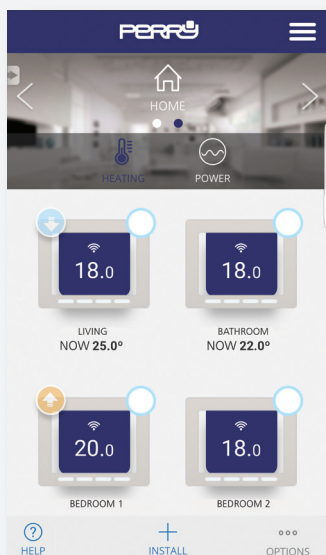 PERRY
HOME
HEATING
POWER
18.0
18.0
LIVING
NOW 25.0°
BATHROOM
NOW 22.0°
20.0
18.0
BEDROOM 1
BEDROOM 2
?
HELP
INSTALL
OPTIONS